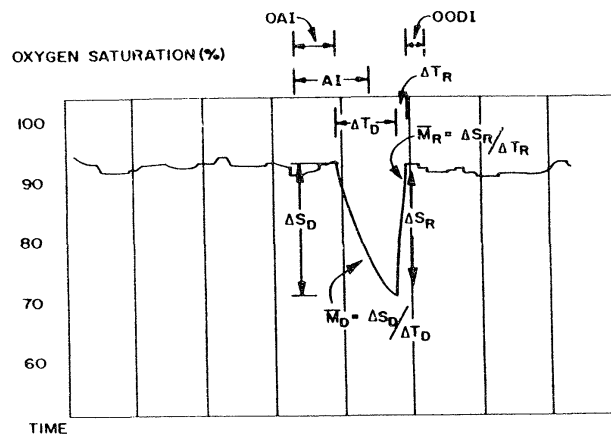 OAI
OODI
OXYGEN SATURATION (%)
AI
ΔT_R
100
ΔT_D
M̅_R = ΔS_R/ΔT_R
90
ΔS_D
ΔS_R
80
70
M̅_D = ΔS_D/ΔT_D
60
TIME